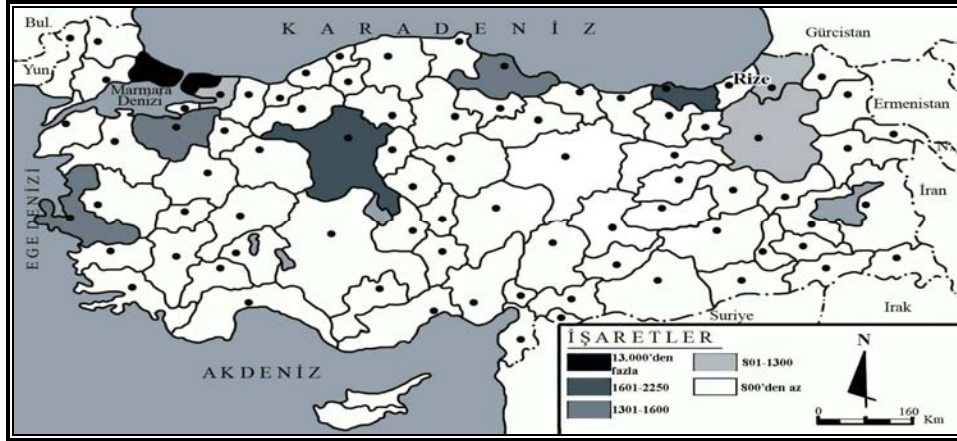 Bul.
K A R A D E N İ Z
Gürcistan
Yun
Marmara
Denizi
Rize
Ermenistan
N.
İran
EGE DENİZİ
Suriye
Irak
AKDENİZ
İŞARETLER
13.000'den
fazla
801-1300
1601-2250
800'den az
1301-1600
N
0 160
Km